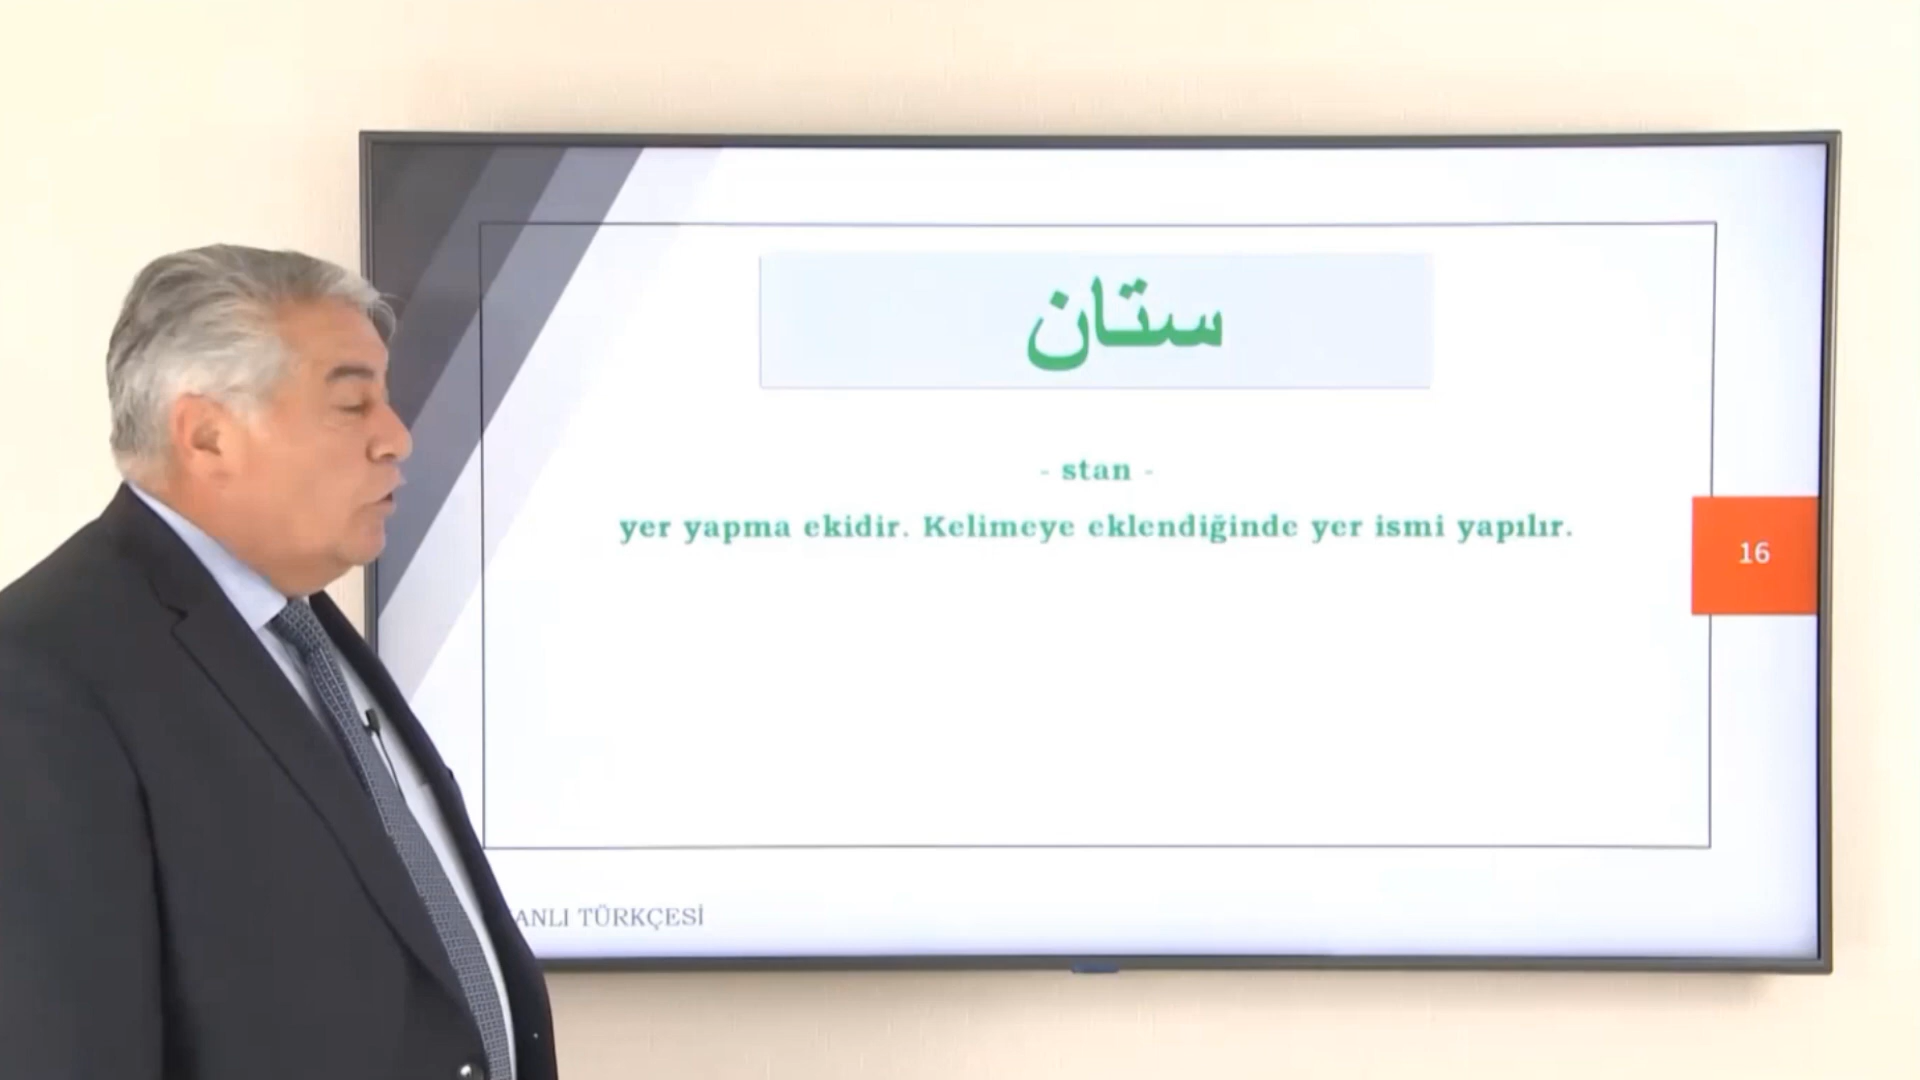 ستان
- stan -
yer yapma ekidir. Kelimeye eklendiğinde yer ismi yapılır.
16
ANLI TÜRKÇESİ